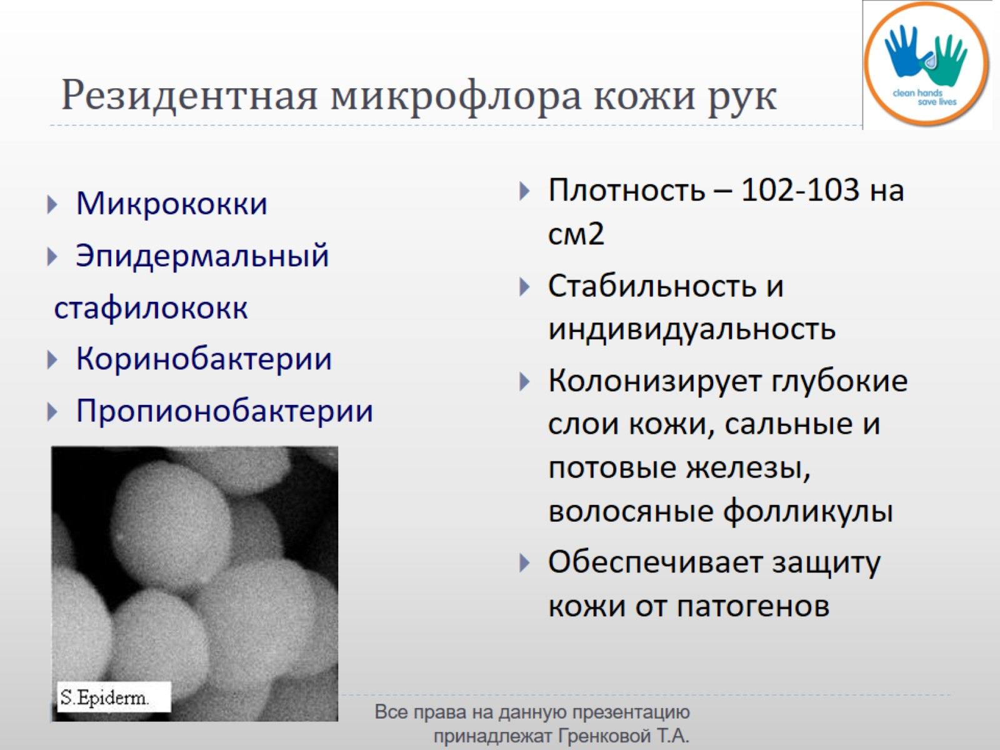 Резидентная микрофлора кожи рук
clean hands
save lives
Микрококки
Эпидермальный
стафилококк
Коринобактерии
Пропионобактерии
S.Epiderm.
Плотность – 102-103 на
см2
Стабильность и
индивидуальность
Колонизирует глубокие
слои кожи, сальные и
потовые железы,
волосяные фолликулы
Обеспечивает защиту
кожи от патогенов
Все права на данную презентацию
принадлежат Гренковой Т.А.